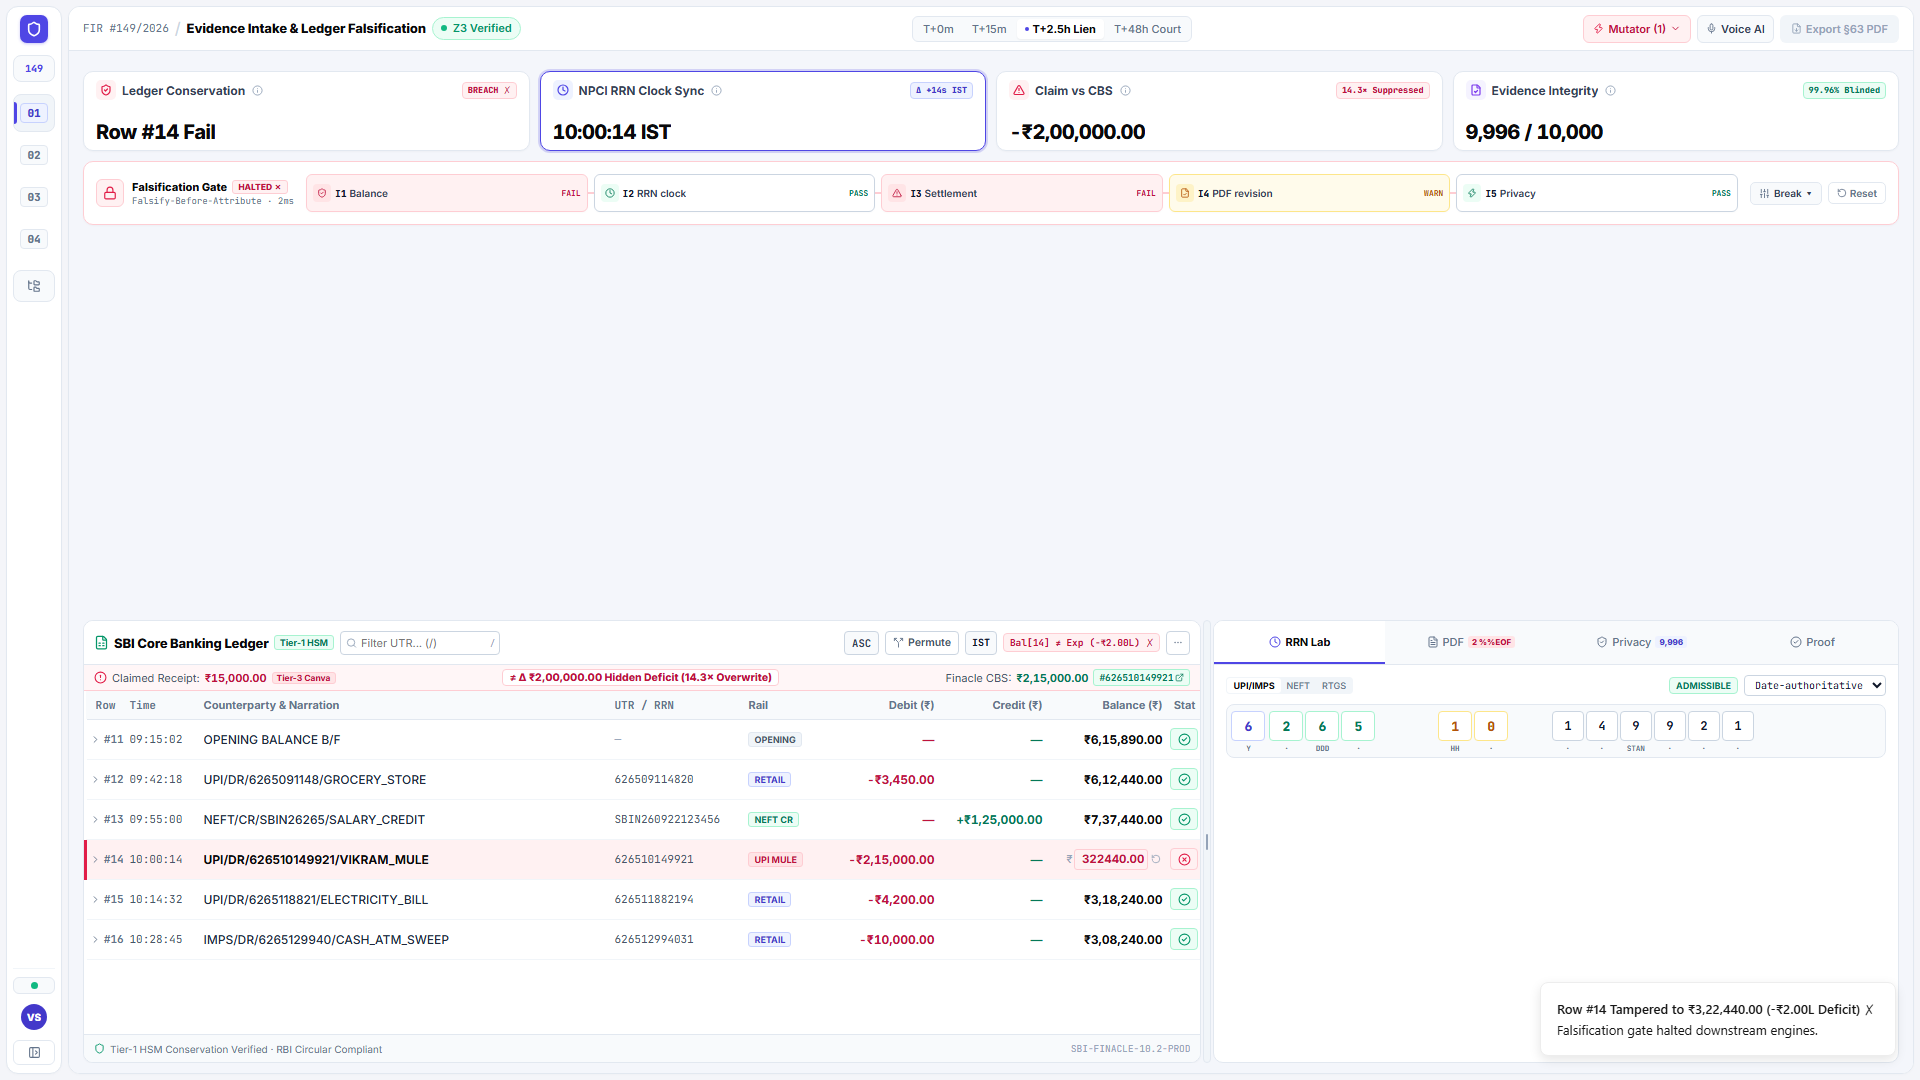 FIR #149/2026 / Evidence Intake & Ledger Falsification Z3 Verified
T+0m T+15m T+2.5h Lien T+48h Court
Mutator (1) Voice AI Export §63 PDF
149
01
02
03
04
VS
Ledger Conservation BREACH ✗
Row #14 Fail
NPCI RRN Clock Sync Δ +14s IST
10:00:14 IST
Claim vs CBS 14.3× Suppressed
-₹2,00,000.00
Evidence Integrity 99.96% Blinded
9,996 / 10,000
Falsification Gate HALTED ×
Falsify-Before-Attribute · 2ms
I1 Balance FAIL
I2 RRN clock PASS
I3 Settlement FAIL
I4 PDF revision WARN
I5 Privacy PASS
Break ▾ Reset
SBI Core Banking Ledger Tier-1 HSM Filter UTR... (/) / ASC Permute IST Bal[14] ≠ Exp (-₹2.00L) ✗ ···
Claimed Receipt: ₹15,000.00 Tier-3 Canva ≠ Δ ₹2,00,000.00 Hidden Deficit (14.3× Overwrite) Finacle CBS: ₹2,15,000.00 #626510149921
Row Time Counterparty & Narration UTR / RRN Rail Debit (₹) Credit (₹) Balance (₹) Stat
#11 09:15:02 OPENING BALANCE B/F — OPENING — — ₹6,15,890.00
#12 09:42:18 UPI/DR/6265091148/GROCERY_STORE 626509114820 RETAIL -₹3,450.00 — ₹6,12,440.00
#13 09:55:00 NEFT/CR/SBIN26265/SALARY_CREDIT SBIN260922123456 NEFT CR — +₹1,25,000.00 ₹7,37,440.00
#14 10:00:14 UPI/DR/626510149921/VIKRAM_MULE 626510149921 UPI MULE -₹2,15,000.00 — ₹ 322440.00
#15 10:14:32 UPI/DR/6265118821/ELECTRICITY_BILL 626511882194 RETAIL -₹4,200.00 — ₹3,18,240.00
#16 10:28:45 IMPS/DR/6265129940/CASH_ATM_SWEEP 626512994031 RETAIL -₹10,000.00 — ₹3,08,240.00
Tier-1 HSM Conservation Verified · RBI Circular Compliant SBI-FINACLE-10.2-PROD
RRN Lab PDF 2 %%EOF Privacy 9,996 Proof
UPI/IMPS NEFT RTGS ADMISSIBLE Date-authoritative
6 2 6 5 1 0 1 4 9 9 2 1
Y · DDD · HH · · · STAN · · ·
Row #14 Tampered to ₹3,22,440.00 (-₹2.00L Deficit) ✗
Falsification gate halted downstream engines.